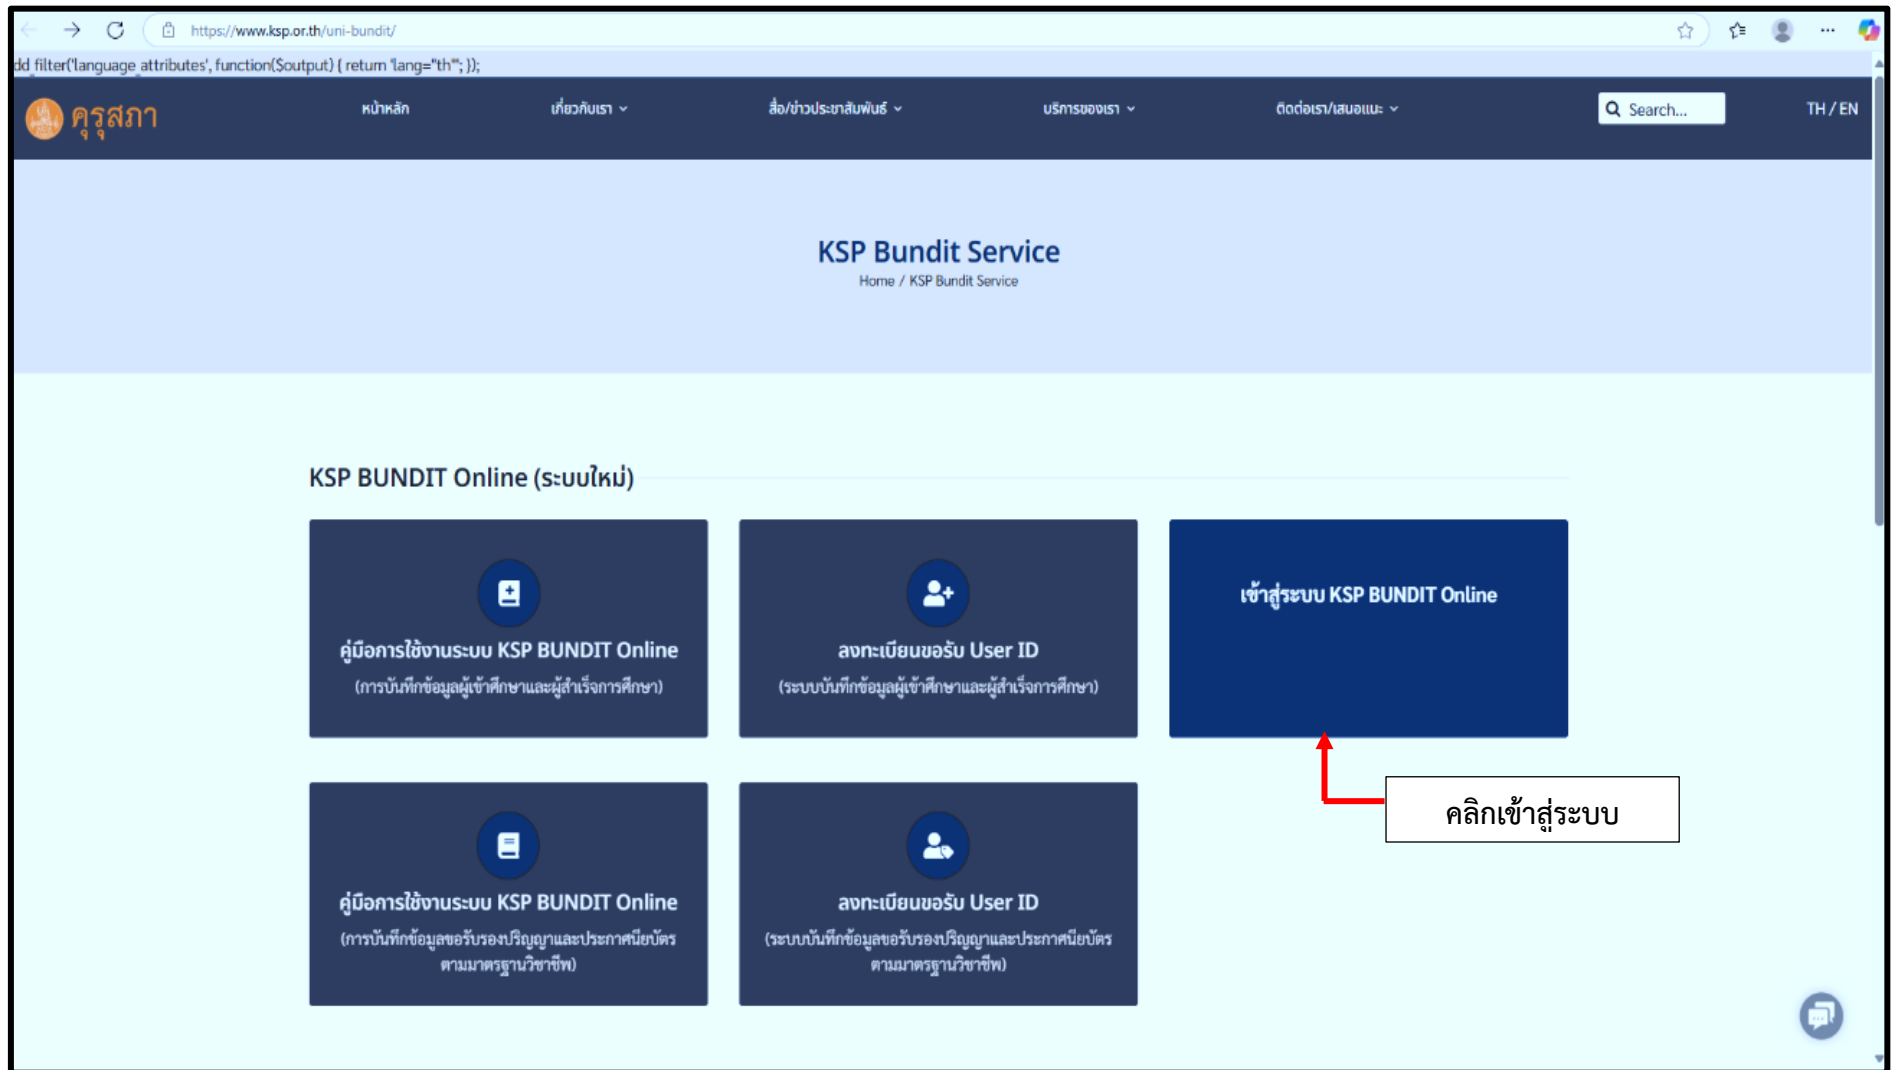 https://www.ksp.or.th/uni-bundit/
dd_filter('language_attributes', function($output) { return 'lang="th"'; });
คุรุสภา
หน้าหลัก
เกี่ยวกับเรา
สื่อ/ข่าวประชาสัมพันธ์
บริการของเรา
ติดต่อเรา/เสนอแนะ
Search...
TH / EN
KSP Bundit Service
Home / KSP Bundit Service
KSP BUNDIT Online (ระบบใหม่)
คู่มือการใช้งานระบบ KSP BUNDIT Online
(การบันทึกข้อมูลผู้เข้าศึกษาและผู้สำเร็จการศึกษา)
ลงทะเบียนขอรับ User ID
(ระบบบันทึกข้อมูลผู้เข้าศึกษาและผู้สำเร็จการศึกษา)
เข้าสู่ระบบ KSP BUNDIT Online
คลิกเข้าสู่ระบบ
คู่มือการใช้งานระบบ KSP BUNDIT Online
(การบันทึกข้อมูลขอรับรองปริญญาและประกาศนียบัตร
ตามมาตรฐานวิชาชีพ)
ลงทะเบียนขอรับ User ID
(ระบบบันทึกข้อมูลขอรับรองปริญญาและประกาศนียบัตร
ตามมาตรฐานวิชาชีพ)